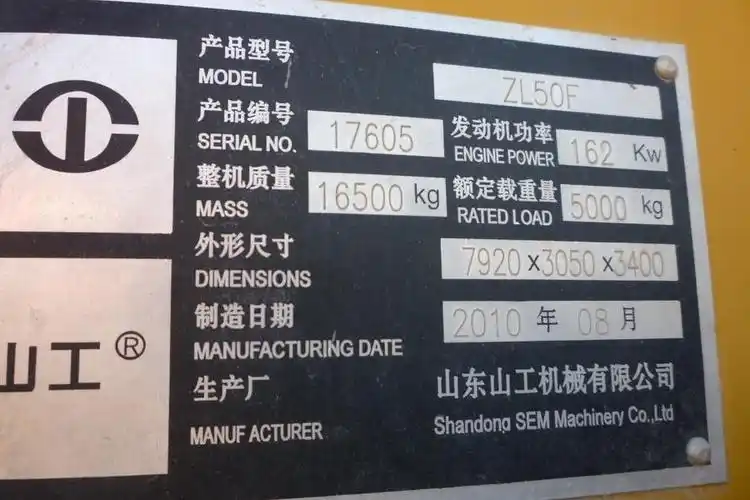 产品型号
MODEL
ZL50F
产品编号
SERIAL NO.
17605
发动机功率
ENGINE POWER
162 Kw
整机质量
MASS
16500 kg
额定载重量
RATED LOAD
5000 kg
外形尺寸
DIMENSIONS
7920 x3050 x3400
制造日期
MANUFACTURING DATE
2010 年 08 月
生产厂
MANUF ACTURER
山东山工机械有限公司
Shandong SEM Machinery Co.,Ltd
山工®